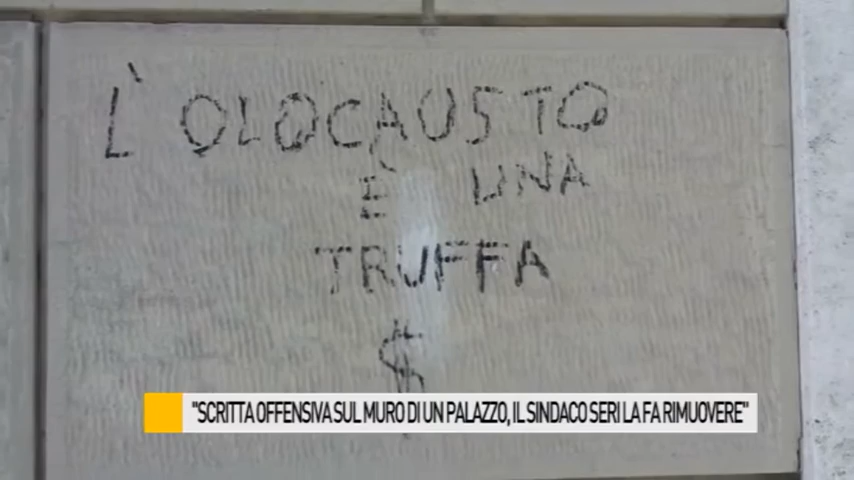 L' OLOCAUSTO
È UNA
TRUFFA
$
"SCRITTA OFFENSIVA SUL MURO DI UN PALAZZO, IL SINDACO SERI LA FA RIMUOVERE"